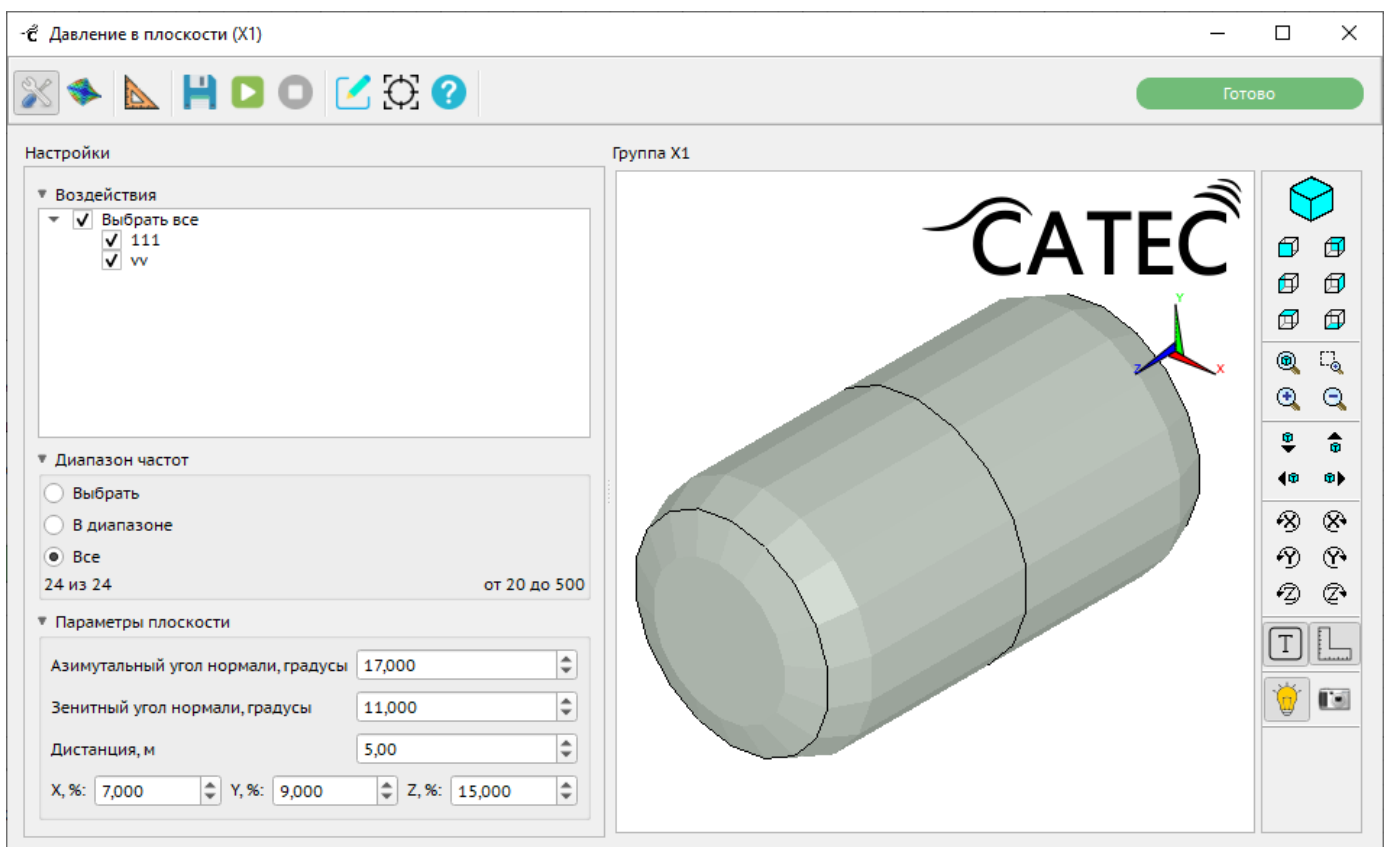 Давление в плоскости (X1)
Готово
Настройки
Группа X1
Воздействия
Выбрать все
111
vv
Диапазон частот
Выбрать
В диапазоне
Все
24 из 24 от 20 до 500
Параметры плоскости
Азимутальный угол нормали, градусы 17,000
Зенитный угол нормали, градусы 11,000
Дистанция, м 5,00
X, %: 7,000 Y, %: 9,000 Z, %: 15,000
CATEC
Y
Z X
X X
Y Y
Z Z
T